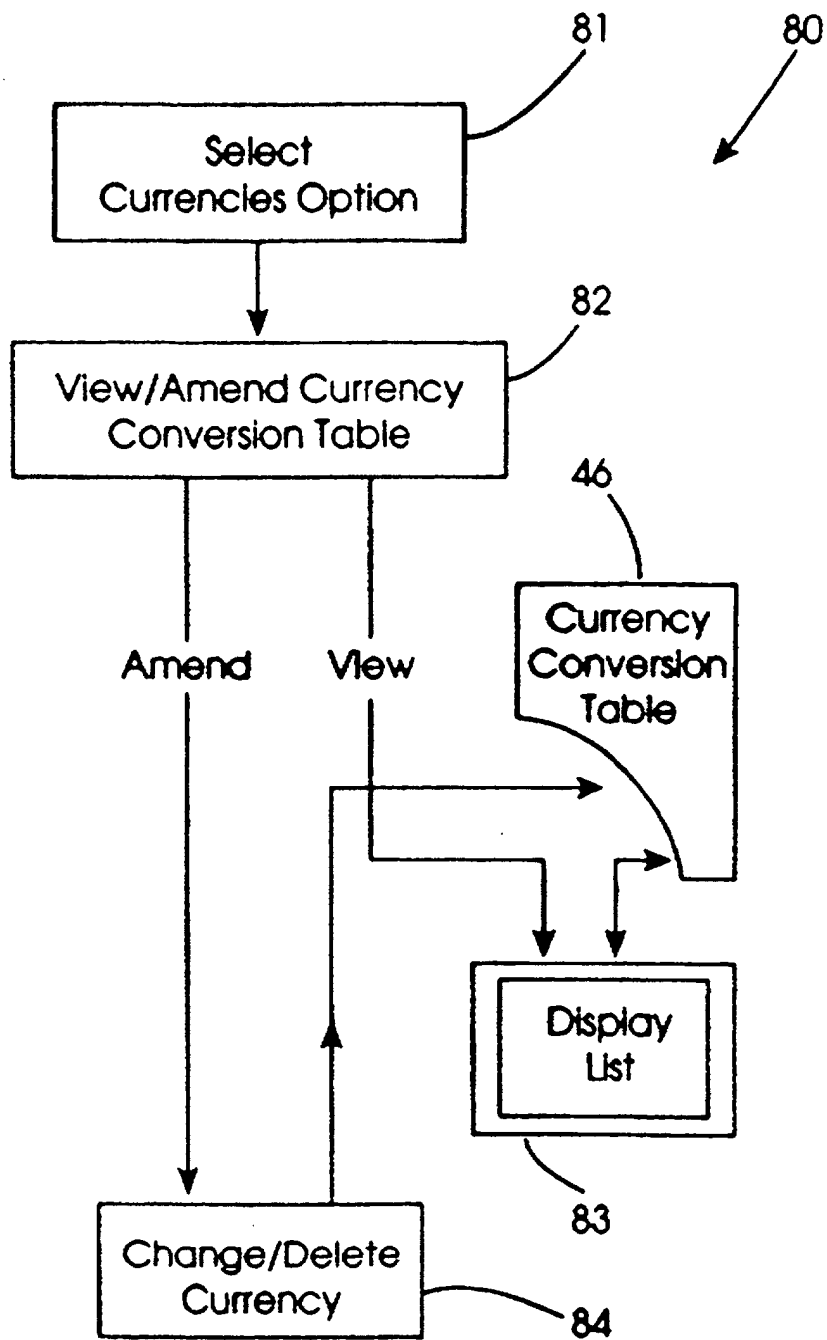 81
80
Select
Currencies Option
82
View/Amend Currency
Conversion Table
46
Currency
Conversion
Table
Amend
View
Display
List
83
Change/Delete
Currency
84